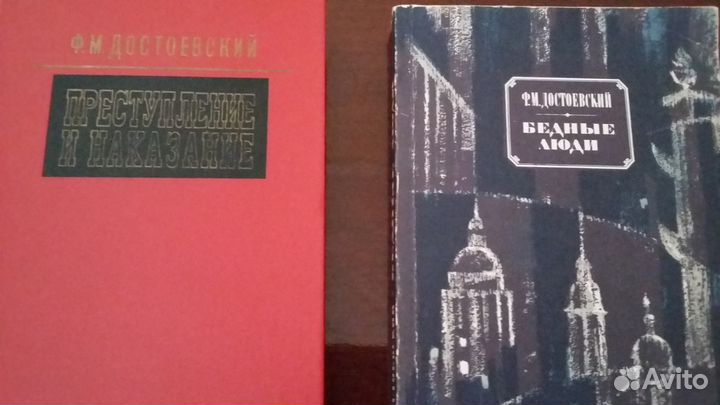 Ф.М.ДОСТОЕВСКИЙ
ПРЕСТУПЛЕНИЕ
И НАКАЗАНИЕ
Ф.М.ДОСТОЕВСКИЙ
БЕДНЫЕ
ЛЮДИ
Avito